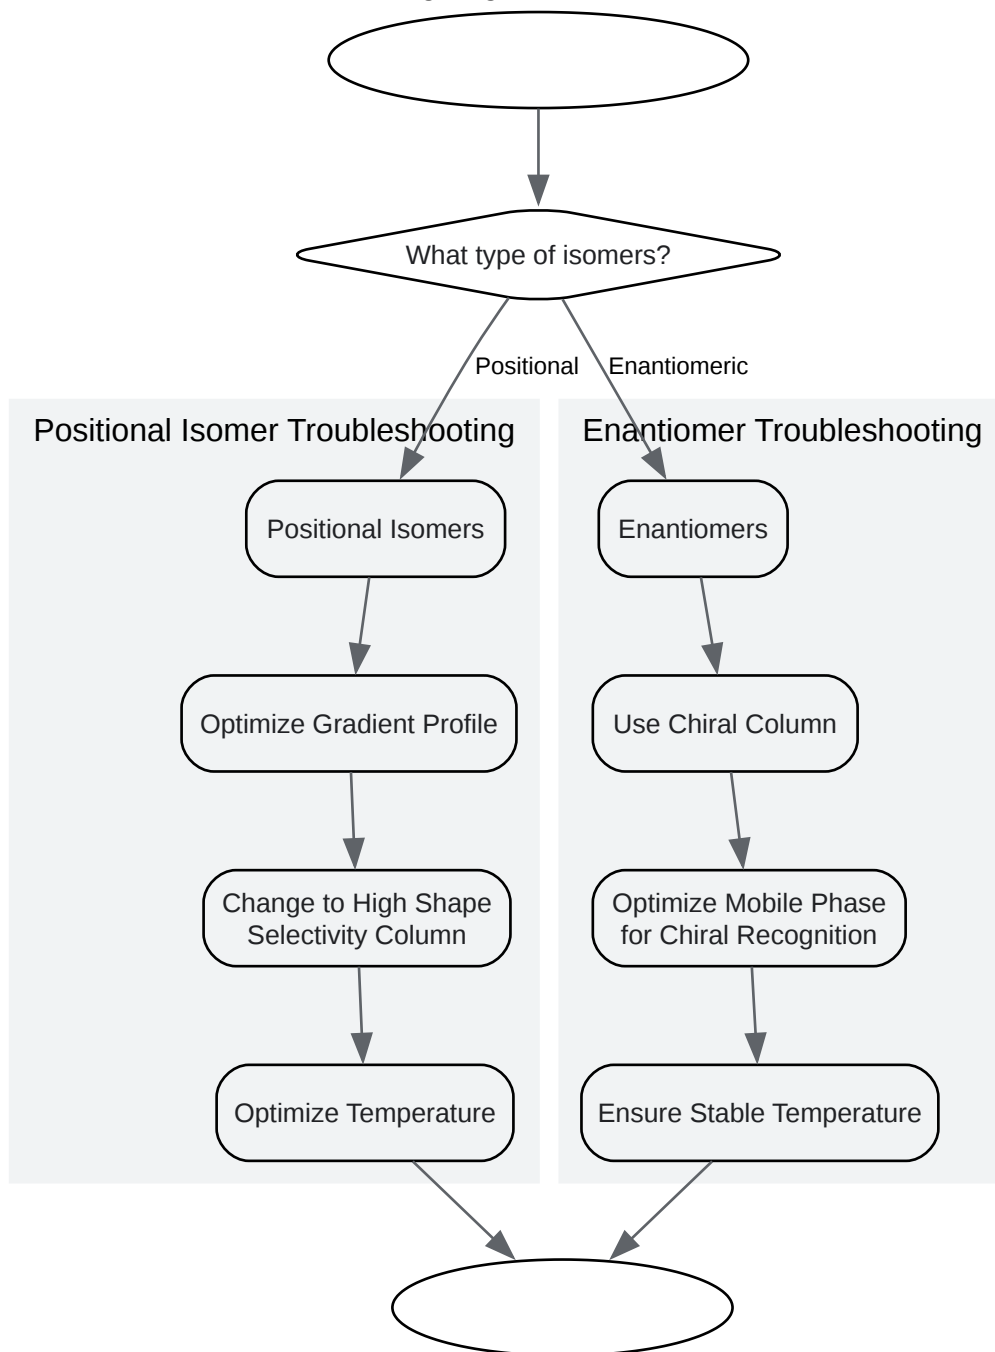 What type of isomers?
Positional
Enantiomeric
Positional Isomer Troubleshooting
Enantiomer Troubleshooting
Positional Isomers
Enantiomers
Optimize Gradient Profile
Use Chiral Column
Change to High Shape
Selectivity Column
Optimize Mobile Phase
for Chiral Recognition
Optimize Temperature
Ensure Stable Temperature